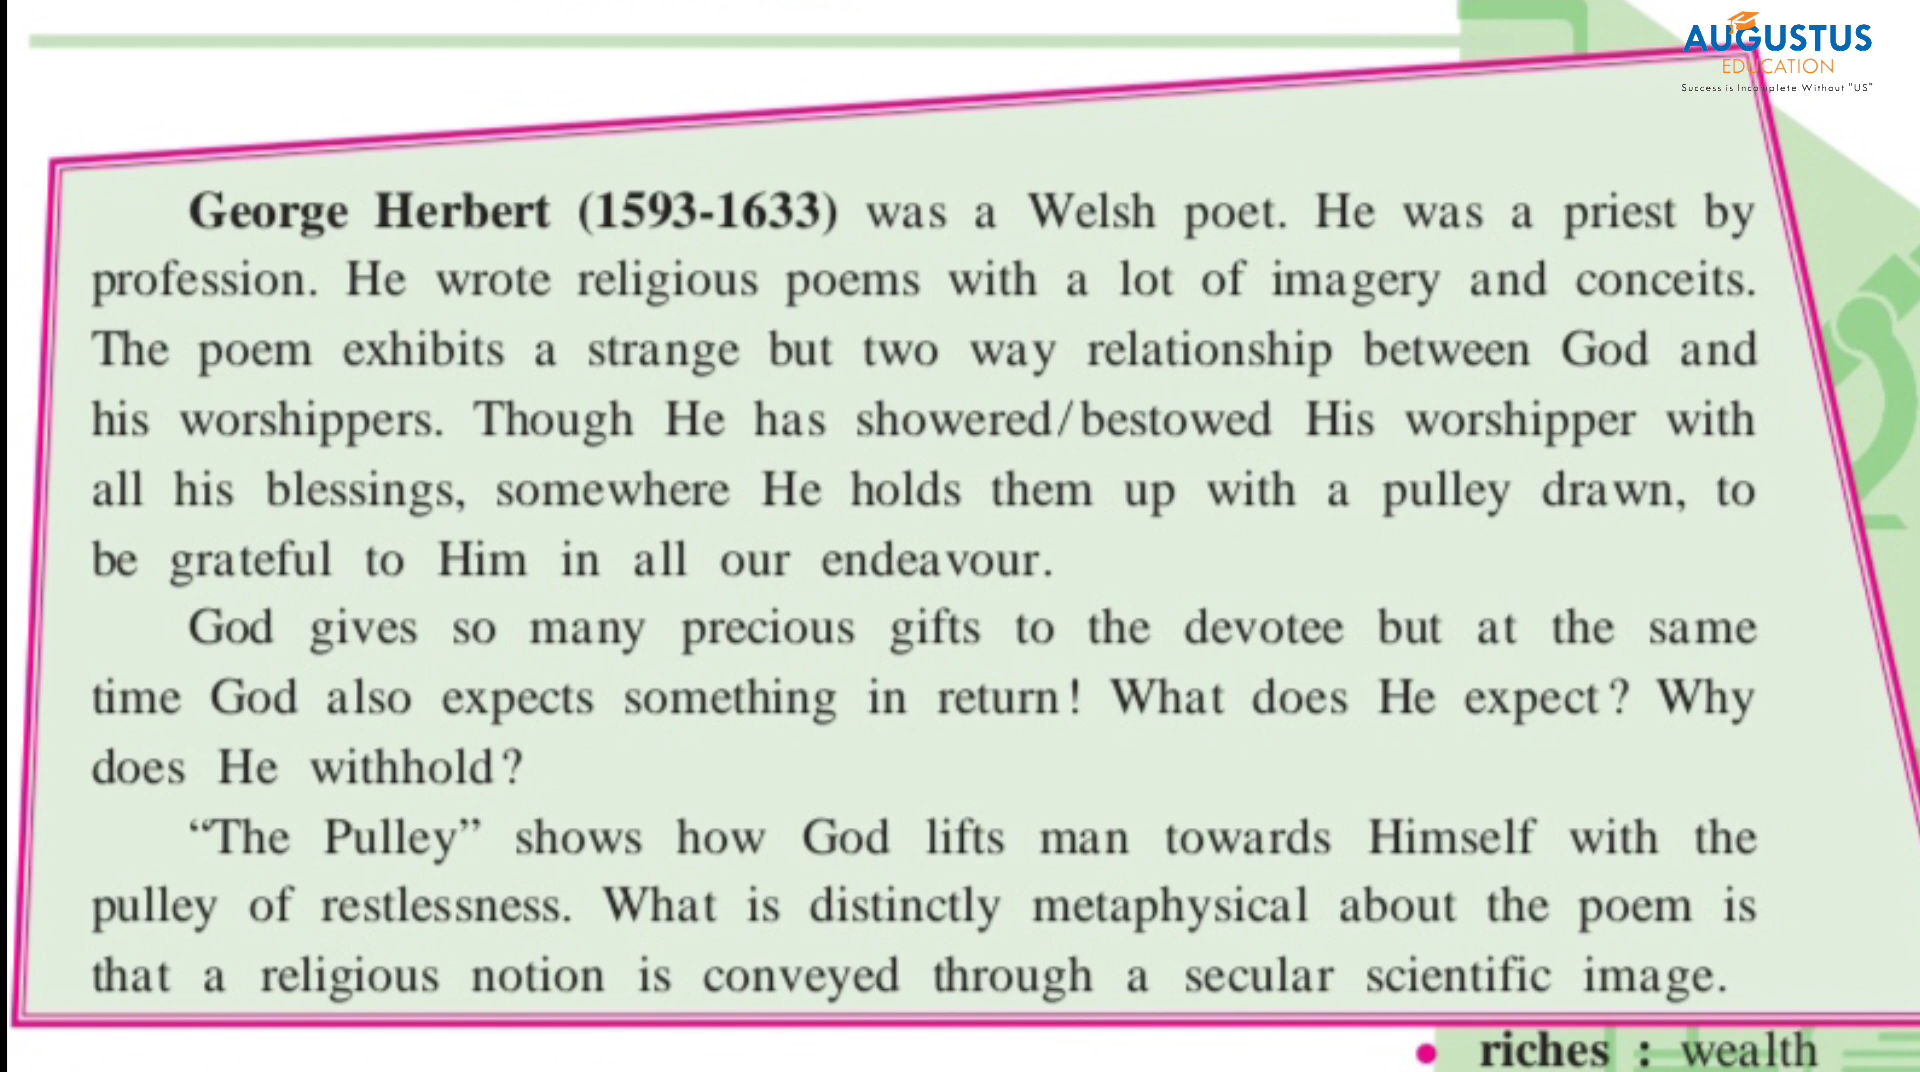 AUGUSTUS
EDUCATION
Success is Incomplete Without "US"
George Herbert (1593-1633) was a Welsh poet. He was a priest by
profession. He wrote religious poems with a lot of imagery and conceits.
The poem exhibits a strange but two way relationship between God and
his worshippers. Though He has showered/bestowed His worshipper with
all his blessings, somewhere He holds them up with a pulley drawn, to
be grateful to Him in all our endeavour.
God gives so many precious gifts to the devotee but at the same
time God also expects something in return! What does He expect? Why
does He withhold?
“The Pulley” shows how God lifts man towards Himself with the
pulley of restlessness. What is distinctly metaphysical about the poem is
that a religious notion is conveyed through a secular scientific image.
• riches : wealth